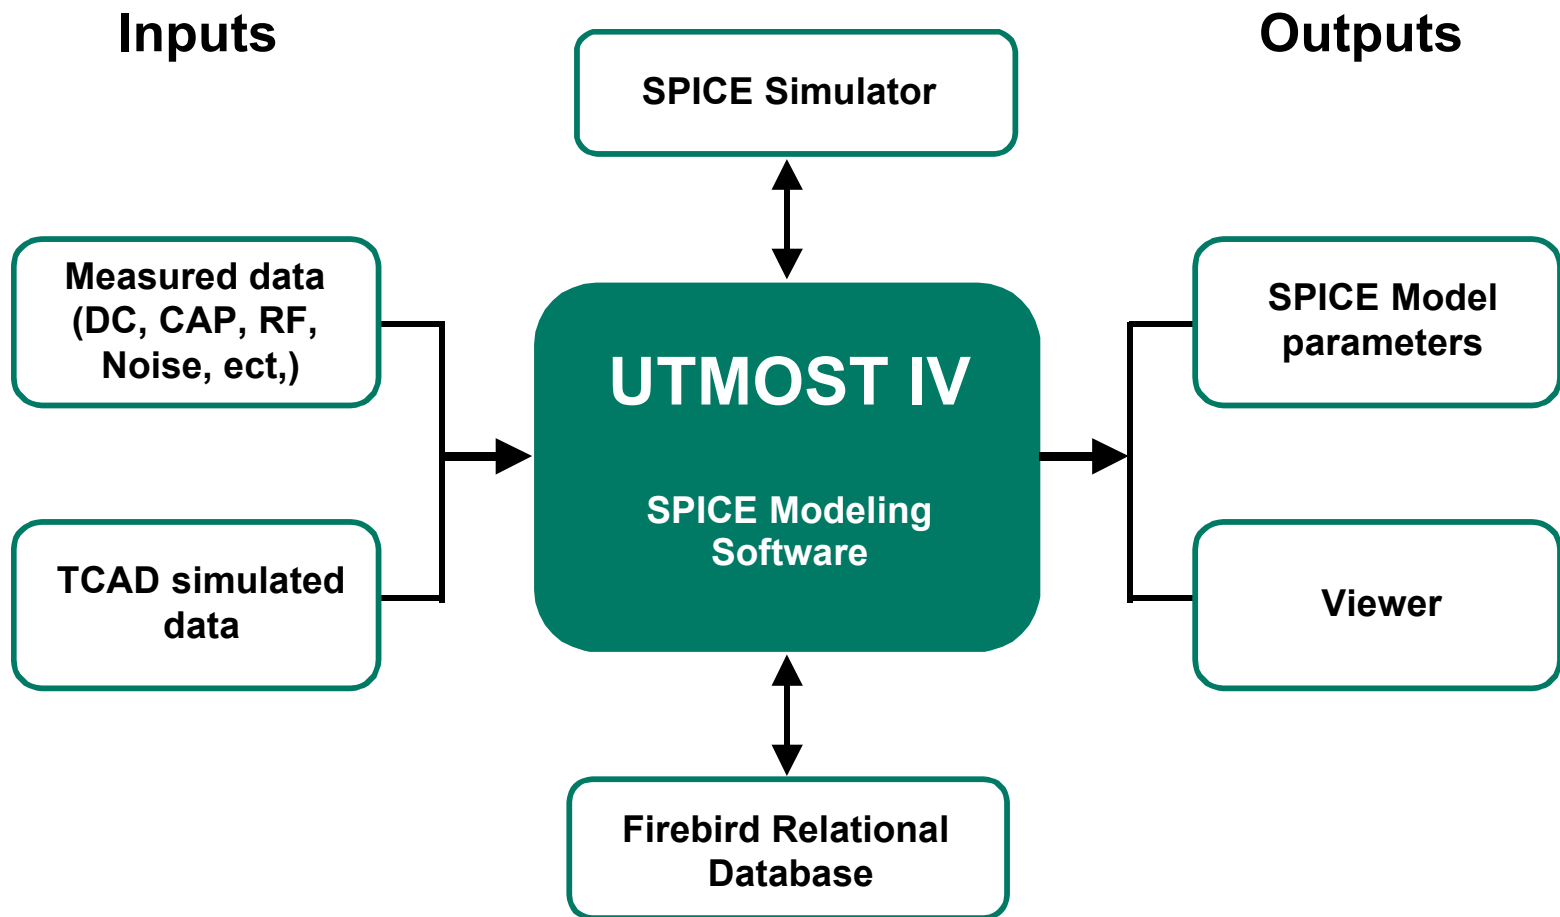 Inputs
Outputs
SPICE Simulator
Measured data
(DC, CAP, RF,
Noise, ect,)
TCAD simulated
data
UTMOST IV
SPICE Modeling
Software
SPICE Model
parameters
Viewer
Firebird Relational
Database